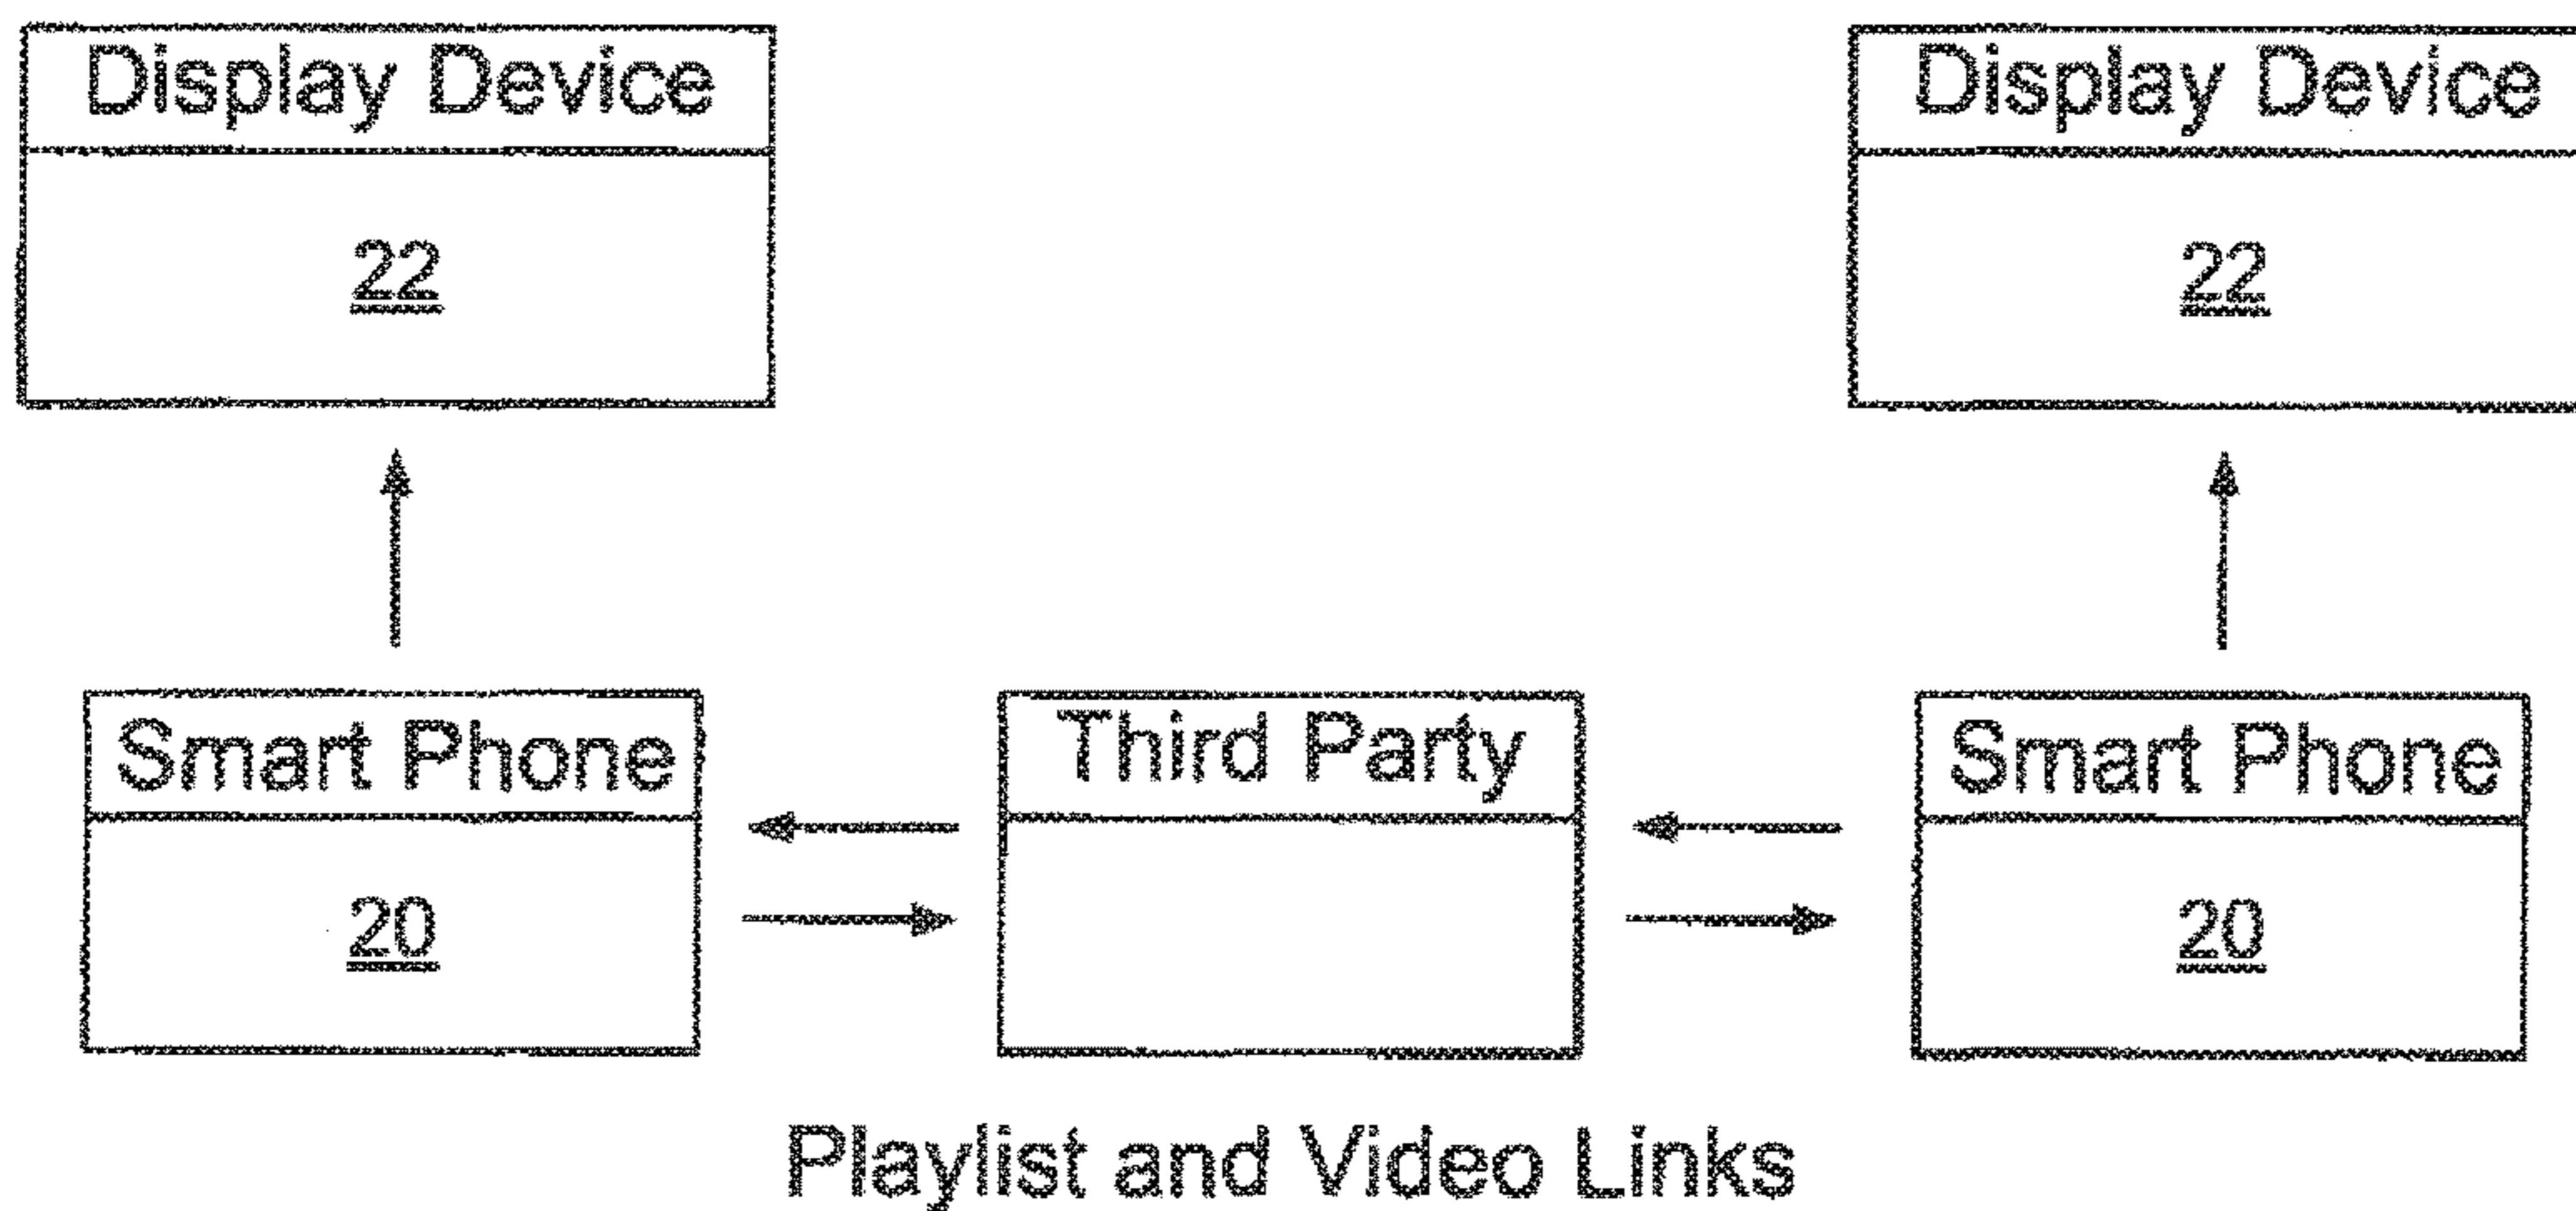 Display Device
22
Display Device
22
Smart Phone
20
Third Party
Smart Phone
20
Playlist and Video Links